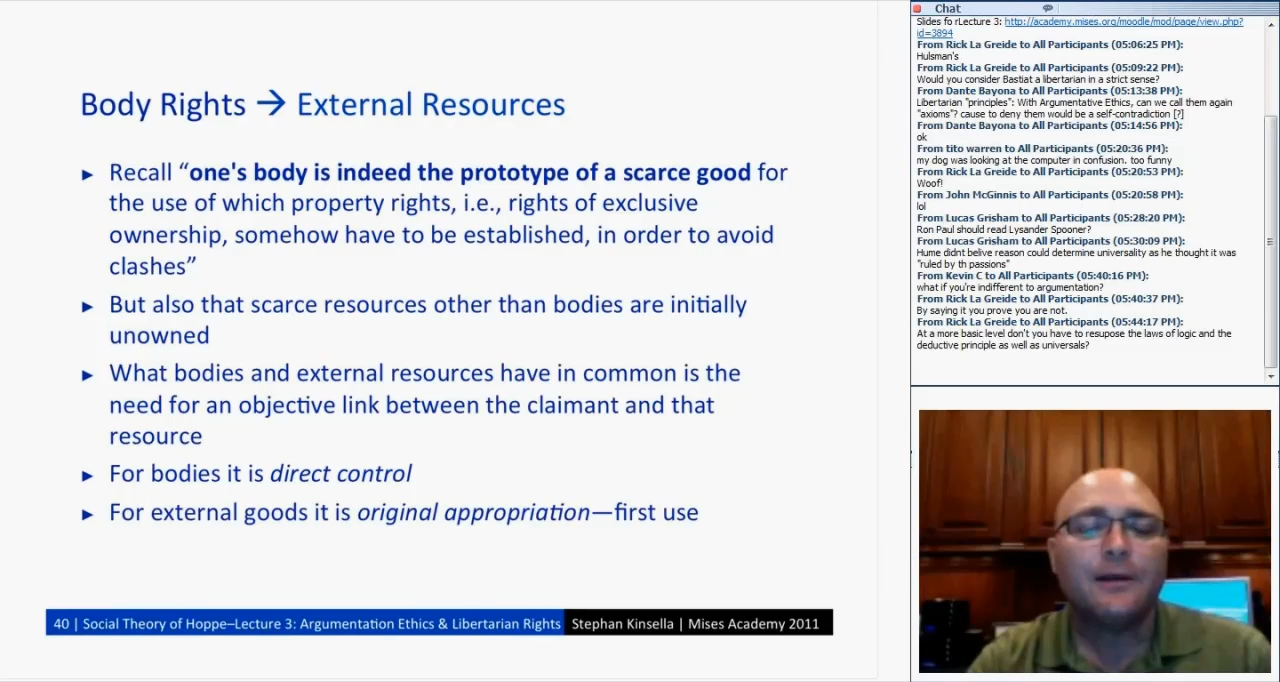 Body Rights → External Resources
► Recall “one's body is indeed the prototype of a scarce good for
the use of which property rights, i.e., rights of exclusive
ownership, somehow have to be established, in order to avoid
clashes”
► But also that scarce resources other than bodies are initially
unowned
► What bodies and external resources have in common is the
need for an objective link between the claimant and that
resource
► For bodies it is direct control
► For external goods it is original appropriation—first use
40 | Social Theory of Hoppe–Lecture 3: Argumentation Ethics & Libertarian Rights Stephan Kinsella | Mises Academy 2011
Chat
Slides fo rLecture 3: http://academy.mises.org/moodle/mod/page/view.php?
id=3894
From Rick La Greide to All Participants (05:06:25 PM):
Hulsman's
From Rick La Greide to All Participants (05:09:22 PM):
Would you consider Bastiat a libertarian in a strict sense?
From Dante Bayona to All Participants (05:13:38 PM):
Libertarian "principles": With Argumentative Ethics, can we call them again
"axioms"? cause to deny them would be a self-contradiction [?]
From Dante Bayona to All Participants (05:14:56 PM):
ok
From tito warren to All Participants (05:20:36 PM):
my dog was looking at the computer in confusion. too funny
From Rick La Greide to All Participants (05:20:53 PM):
Woof!
From John McGinnis to All Participants (05:20:58 PM):
lol
From Lucas Grisham to All Participants (05:28:20 PM):
Ron Paul should read Lysander Spooner?
From Lucas Grisham to All Participants (05:30:09 PM):
Hume didnt belive reason could determine universality as he thought it was
"ruled by th passions"
From Kevin C to All Participants (05:40:16 PM):
what if you're indifferent to argumentation?
From Rick La Greide to All Participants (05:40:37 PM):
By saying it you prove you are not.
From Rick La Greide to All Participants (05:44:17 PM):
At a more basic level don't you have to resupose the laws of logic and the
deductive principle as well as universals?